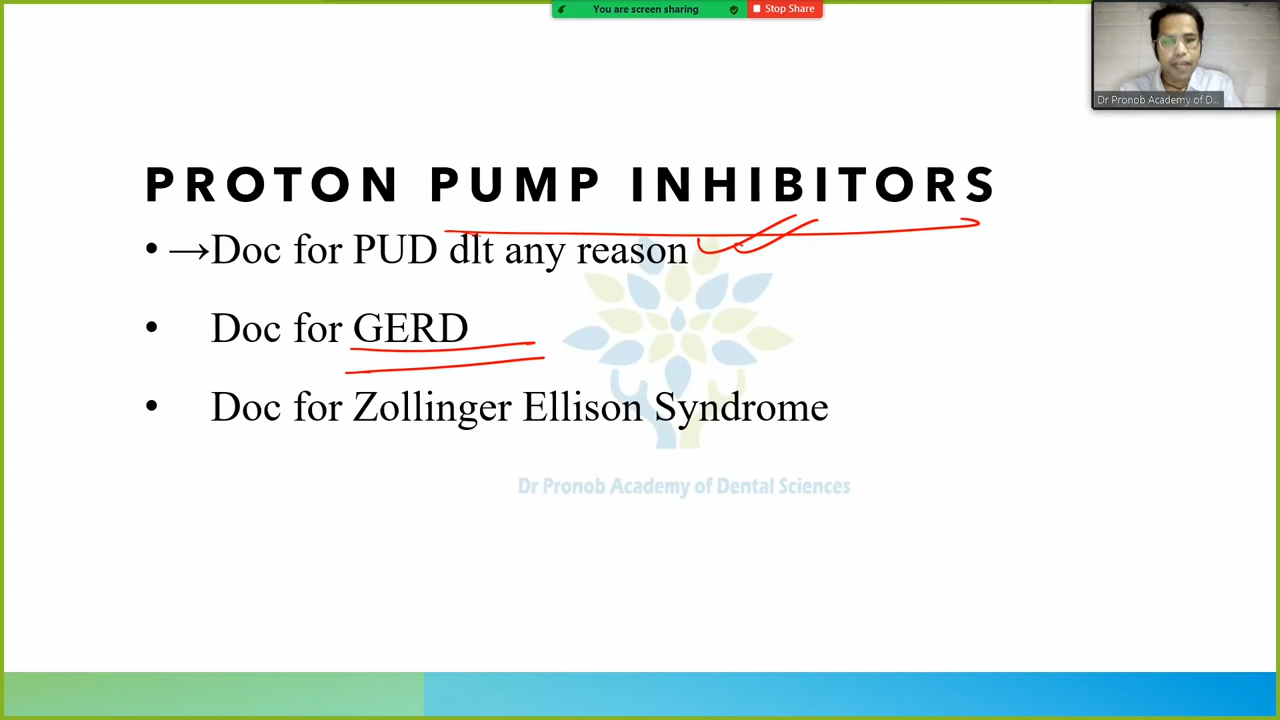 You are screen sharing
Stop Share
Dr Pronob Academy of D...
PROTON PUMP INHIBITORS
• →Doc for PUD dlt any reason
• Doc for GERD
• Doc for Zollinger Ellison Syndrome
Dr Pronob Academy of Dental Sciences